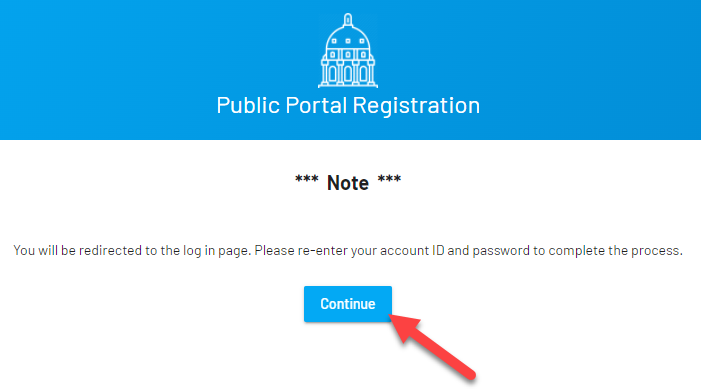 Public Portal Registration
*** Note ***
You will be redirected to the log in page. Please re-enter your account ID and password to complete the process.
Continue